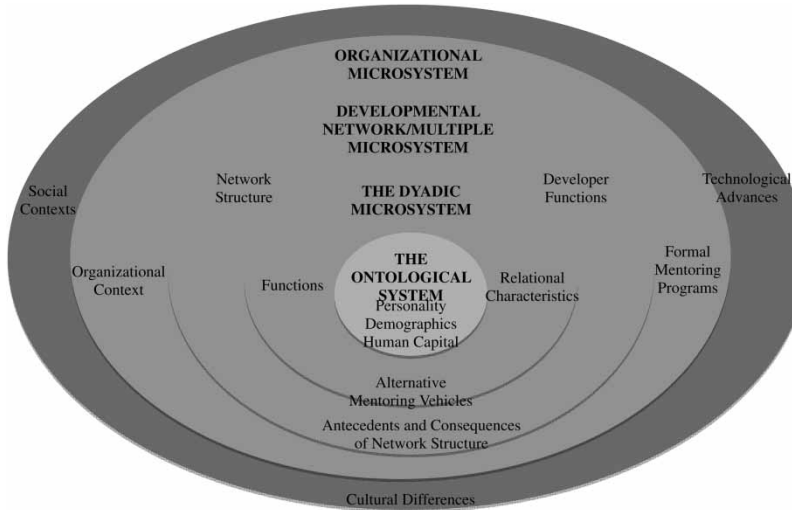 ORGANIZATIONAL
MICROSYSTEM
DEVELOPMENTAL
NETWORK/MULTIPLE
MICROSYSTEM
Social
Contexts
Network
Structure
THE DYADIC
MICROSYSTEM
Developer
Functions
Technological
Advances
Organizational
Context
Functions
THE
ONTOLOGICAL
SYSTEM
Personality
Demographics
Human Capital
Relational
Characteristics
Formal
Mentoring
Programs
Alternative
Mentoring Vehicles
Antecedents and Consequences
of Network Structure
Cultural Differences